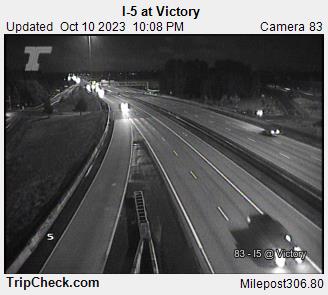 I-5 at Victory
Updated Oct 10 2023 10:08 PM Camera 83
T
S
83 - I5 @ Victory
TripCheck.com Milepost306.80